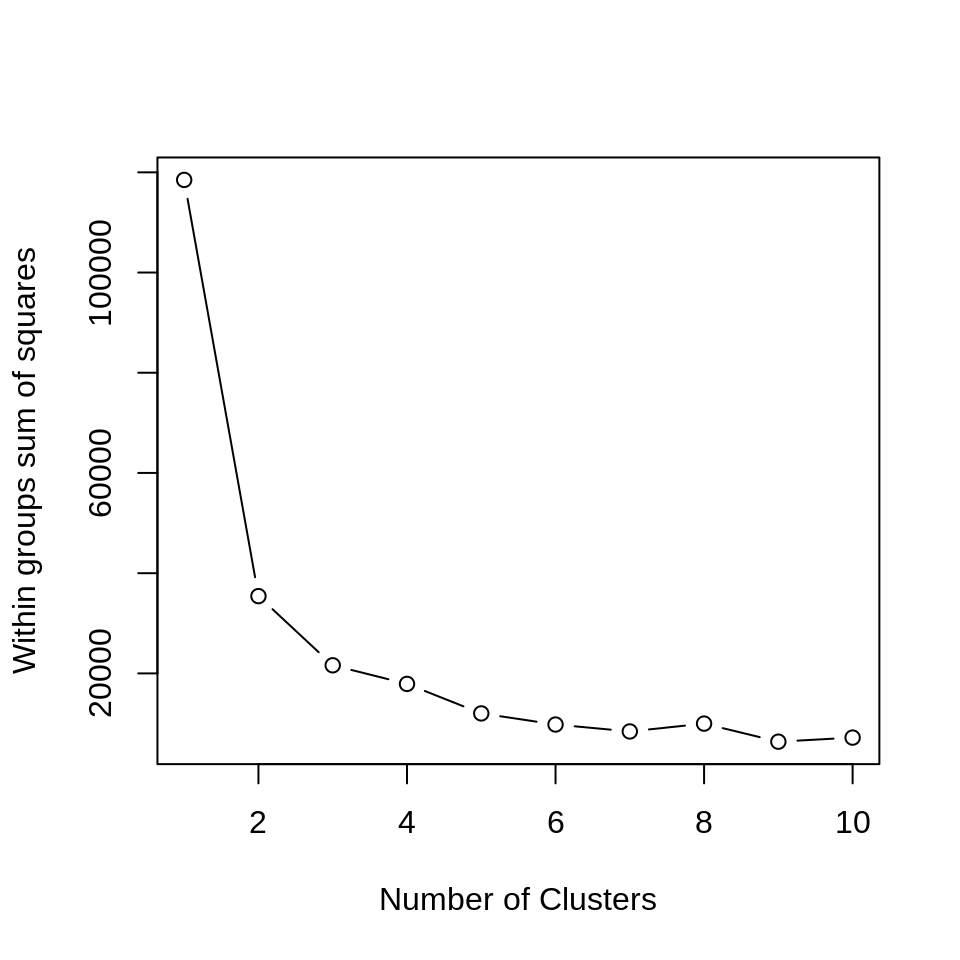 Within groups sum of squares
100000
60000
20000
2 4 6 8 10
Number of Clusters